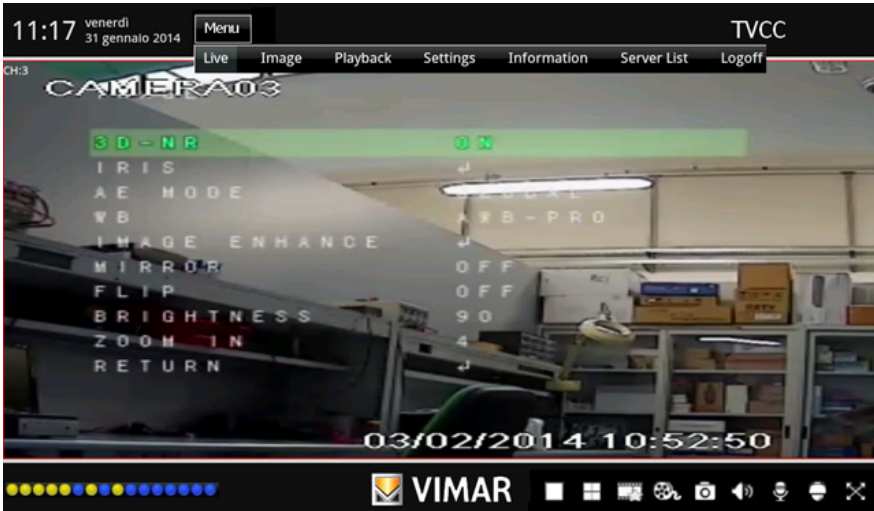 11:17 venerdì 31 gennaio 2014 Menu TVCC
Live Image Playback Settings Information Server List Logoff
CH:3
CAMERA03
3D-NR ON
IRIS ↲
AE MODE
WB AWB-PRO
IMAGE ENHANCE ↲
MIRROR OFF
FLIP OFF
BRIGHTNESS 90
ZOOM IN 4
RETURN ↲
03/02/2014 10:52:50
VIMAR